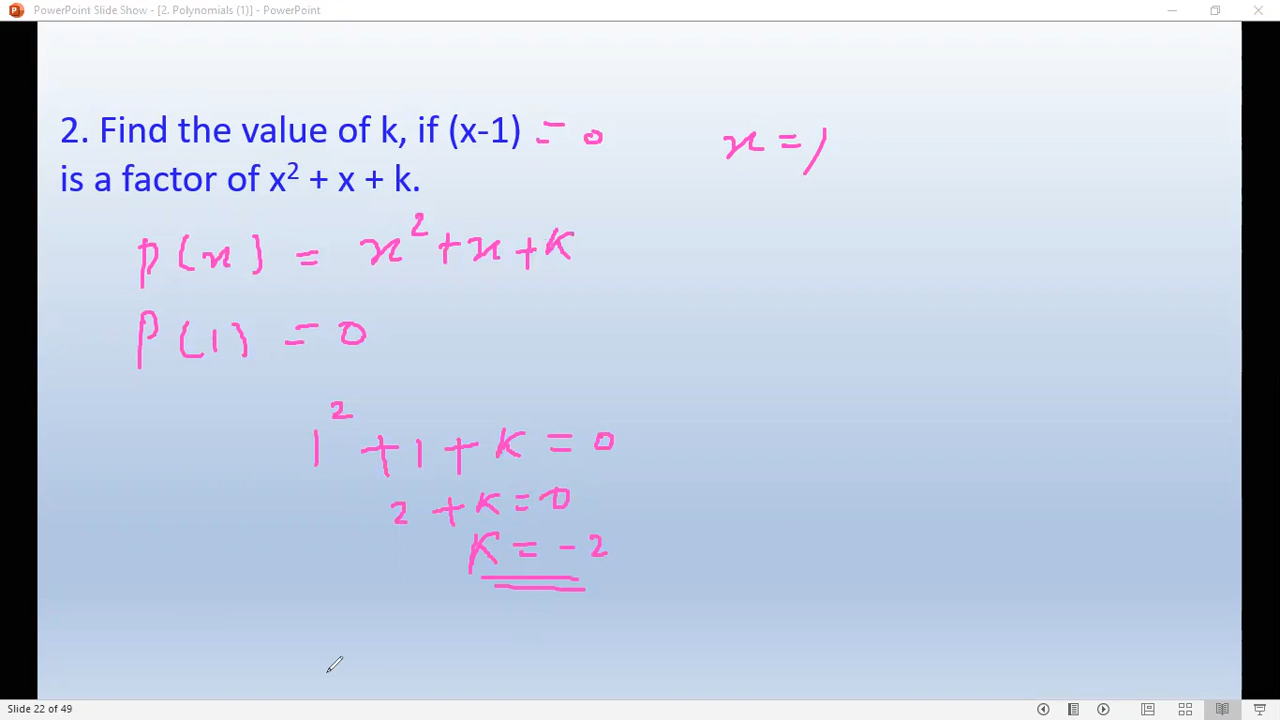 PowerPoint Slide Show - [2. Polynomials (1)] - PowerPoint
2. Find the value of k, if (x-1) = 0 x = 1
is a factor of x² + x + k.
p(x) = x² + x + k
P(1) = 0
1² + 1 + k = 0
2 + k = 0
K = -2
Slide 22 of 49